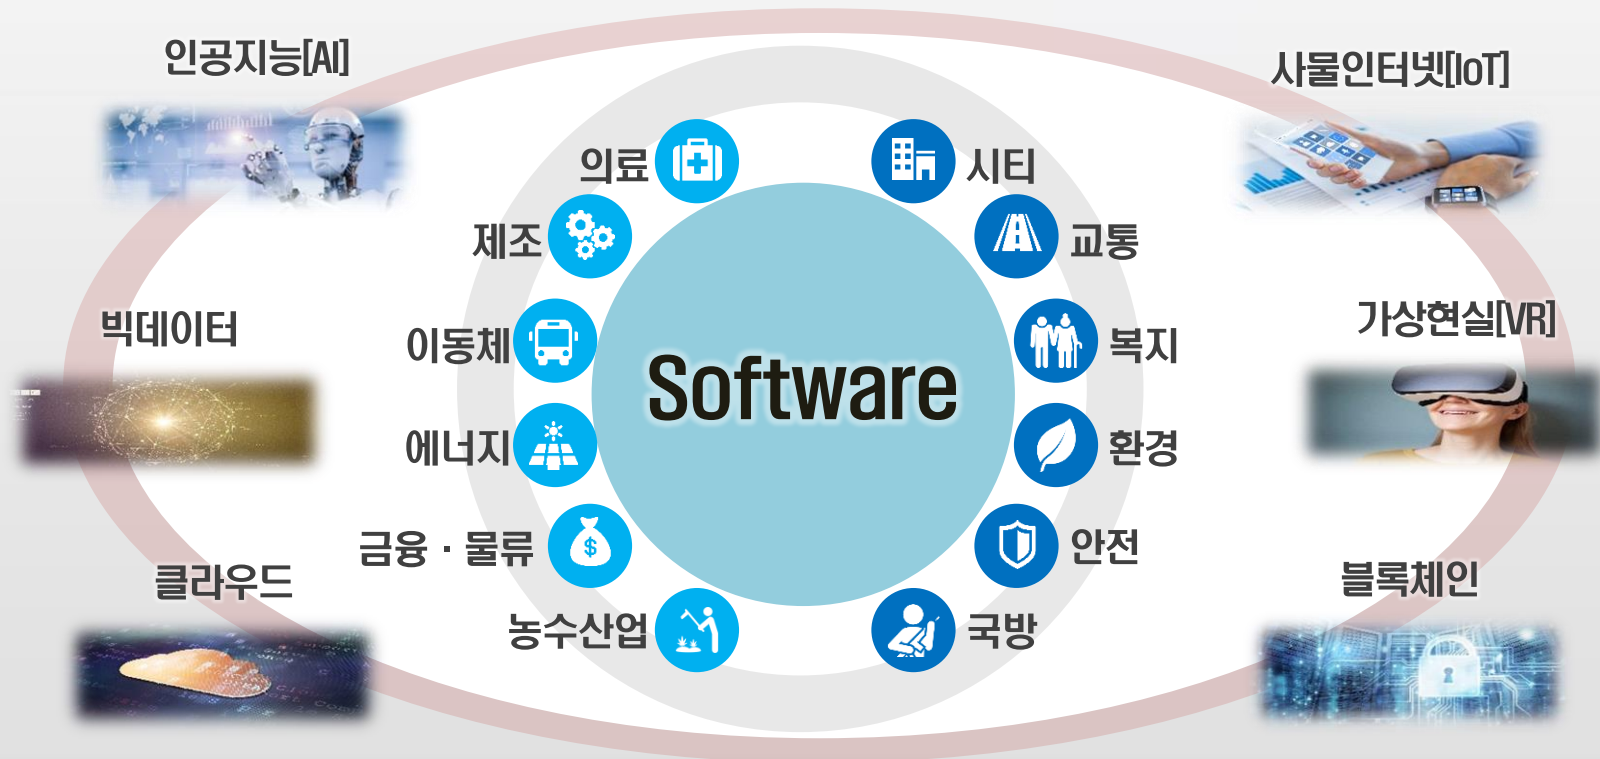 인공지능[AI]
사물인터넷[IoT]
의료
시티
제조
교통
빅데이터
가상현실[VR]
이동체
복지
Software
에너지
환경
금융 · 물류
안전
클라우드
블록체인
농수산업
국방
$